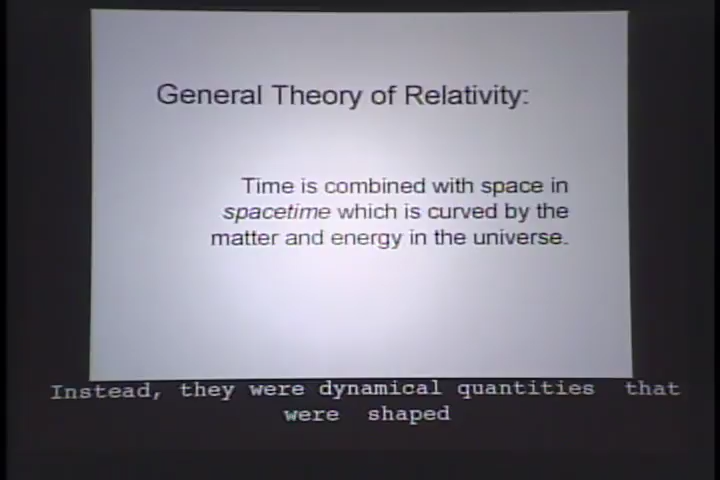 General Theory of Relativity:
Time is combined with space in
spacetime which is curved by the
matter and energy in the universe.
Instead, they were dynamical quantities that
were shaped